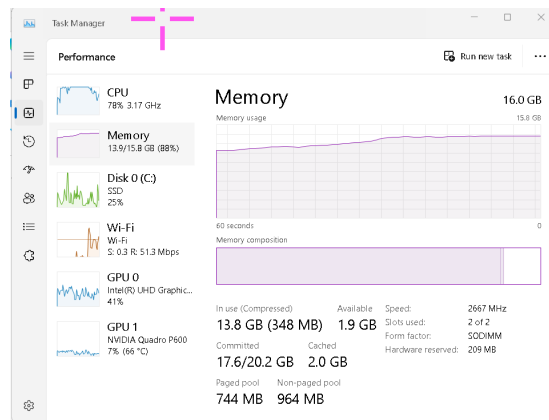 Task Manager
Performance
Run new task
CPU
78% 3.17 GHz
Memory
13.9/15.8 GB (88%)
Disk 0 (C:)
SSD
25%
Wi-Fi
Wi-Fi
S: 0.3 R: 51.3 Mbps
GPU 0
Intel(R) UHD Graphic...
41%
GPU 1
NVIDIA Quadro P600
7% (66 °C)
Memory 16.0 GB
Memory usage 15.8 GB
60 seconds 0
Memory composition
In use (Compressed) Available
13.8 GB (348 MB) 1.9 GB
Committed Cached
17.6/20.2 GB 2.0 GB
Paged pool Non-paged pool
744 MB 964 MB
Speed: 2667 MHz
Slots used: 2 of 2
Form factor: SODIMM
Hardware reserved: 209 MB